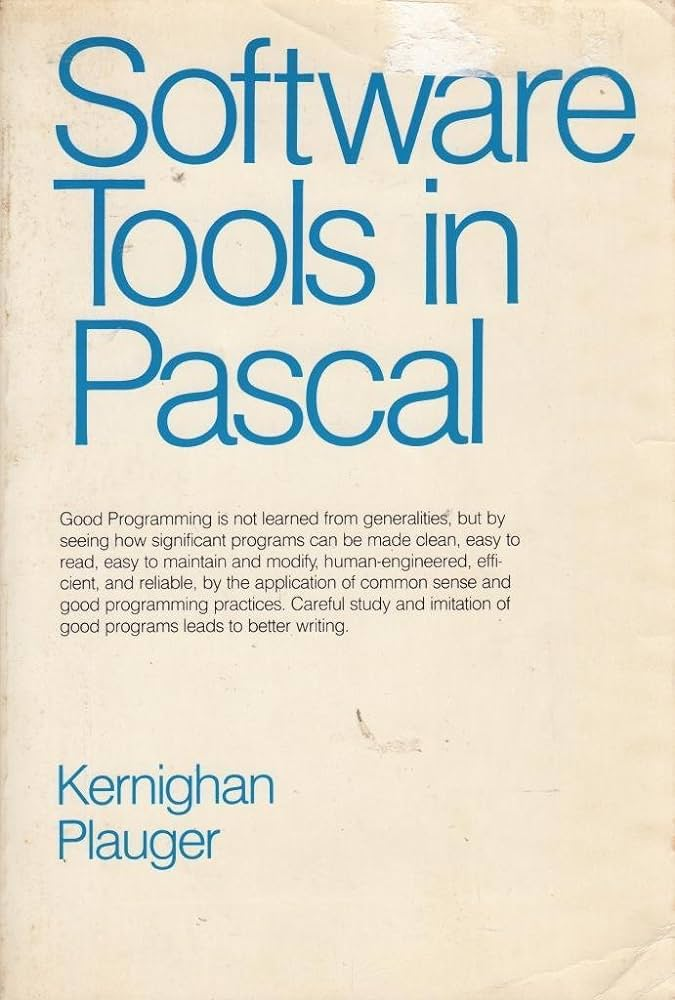 Software
Tools in
Pascal
Good Programming is not learned from generalities, but by
seeing how significant programs can be made clean, easy to
read, easy to maintain and modify, human-engineered, effi-
cient, and reliable, by the application of common sense and
good programming practices. Careful study and imitation of
good programs leads to better writing.
Kernighan
Plauger